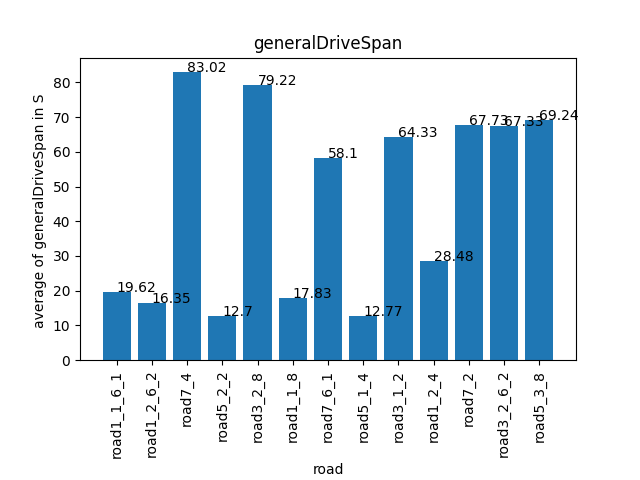 generalDriveSpan
average of generalDriveSpan in S
80
70
60
50
40
30
20
10
0
19.62
16.35
83.02
12.7
79.22
17.83
58.1
12.77
64.33
28.48
67.73
67.33
69.24
road1_1_6_1
road1_2_6_2
road7_4
road5_2_2
road3_2_8
road1_1_8
road7_6_1
road5_1_4
road3_1_2
road1_2_4
road7_2
road3_2_6_2
road5_3_8
road